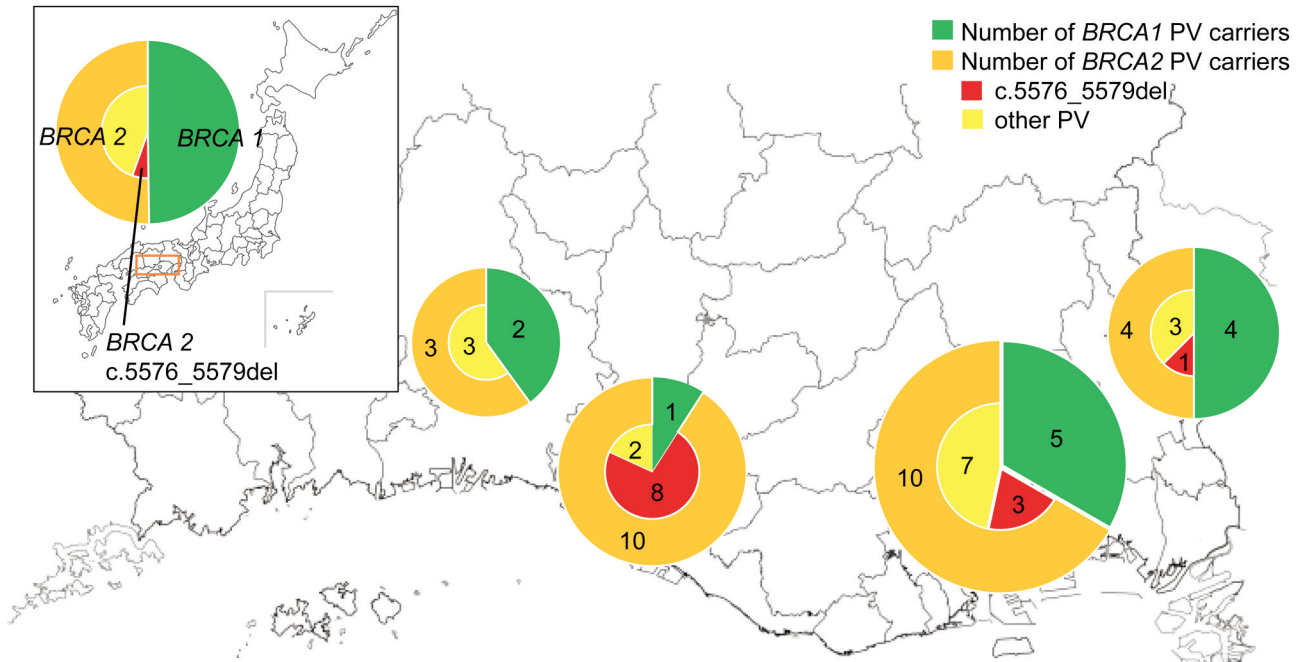 Number of BRCA1 PV carriers
Number of BRCA2 PV carriers
c.5576_5579del
other PV
BRCA 2
BRCA 1
BRCA 2
c.5576_5579del
3
3
2
1
2
8
10
5
10
7
3
4
3
1
4